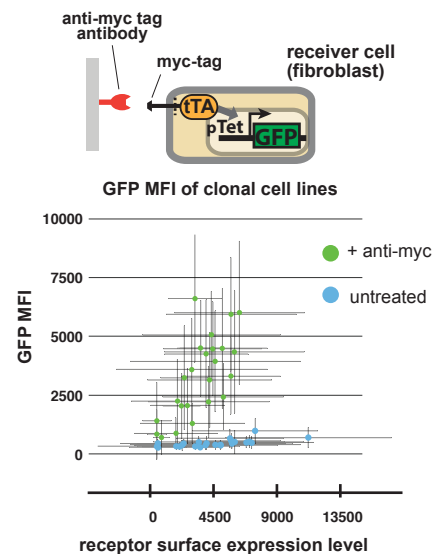 anti-myc tag
antibody
myc-tag
receiver cell
(fibroblast)
tTA
pTet
GFP
GFP MFI of clonal cell lines
10000
7500
5000
2500
0
GFP MFI
+ anti-myc
untreated
0 4500 9000 13500
receptor surface expression level